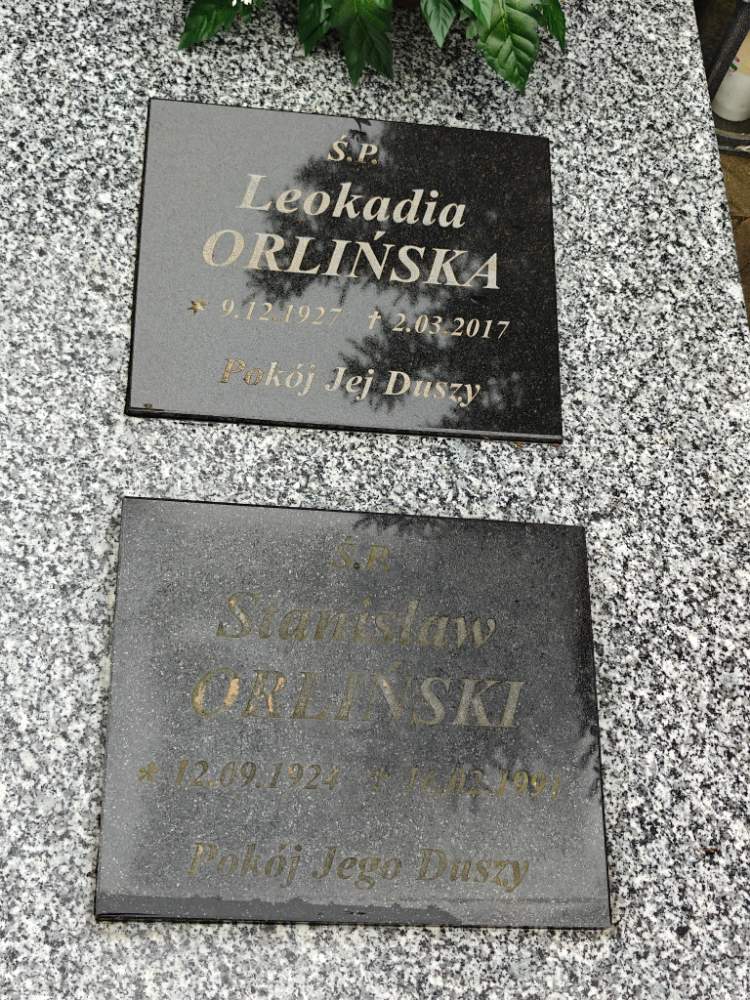 Ś.P.
Leokadia
ORLIŃSKA
* 9.12.1927 † 2.03.2017
Pokój Jej Duszy
Ś.P.
Stanisław
ORLIŃSKI
* 12.09.1924 †
Pokój Jego Duszy